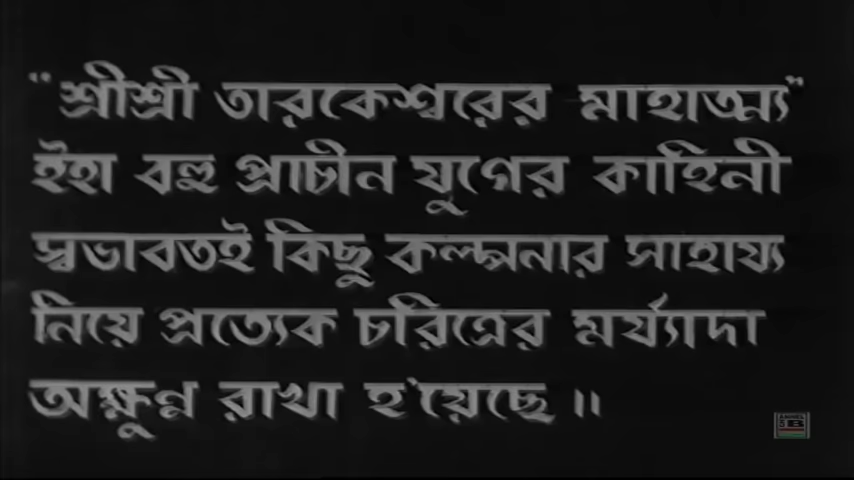 “শ্রীশ্রী তারকেশ্বরের মাহাত্ম্য”
ইহা বহু প্রাচীন যুগের কাহিনী
স্বভাবতই কিছু কল্পনার সাহায্য
নিয়ে প্রত্যেক চরিত্রের মর্য্যাদা
অক্ষুণ্ণ রাখা হ'য়েছে ॥